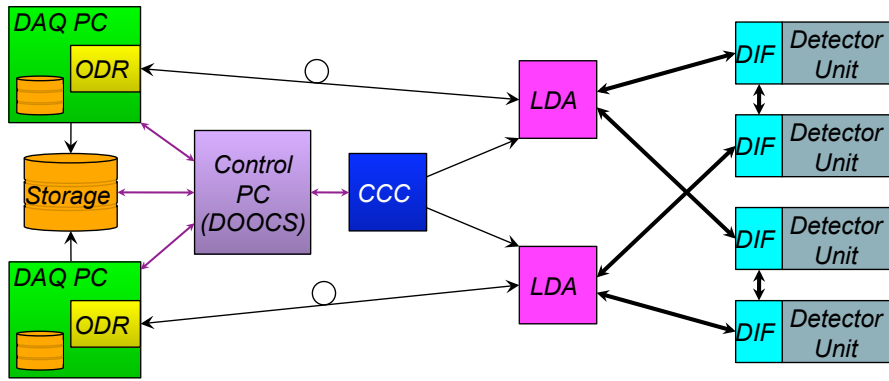 DAQ PC
ODR
Storage
DAQ PC
ODR
Control
PC
(DOOCS)
CCC
LDA
LDA
DIF
Detector
Unit
DIF
Detector
Unit
DIF
Detector
Unit
DIF
Detector
Unit